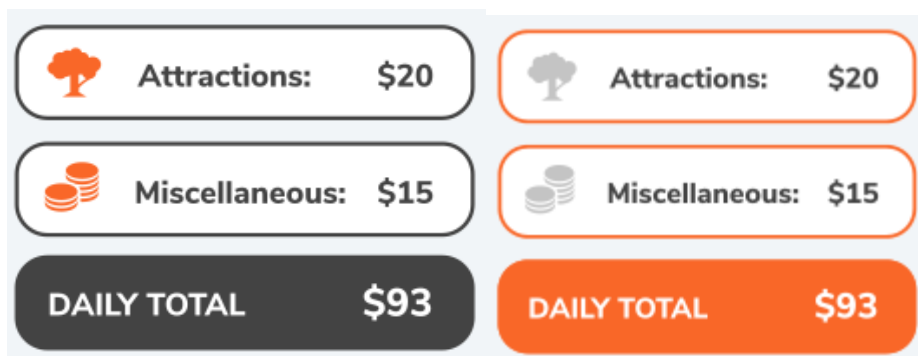 Attractions: $20
Miscellaneous: $15
DAILY TOTAL $93
Attractions: $20
Miscellaneous: $15
DAILY TOTAL $93